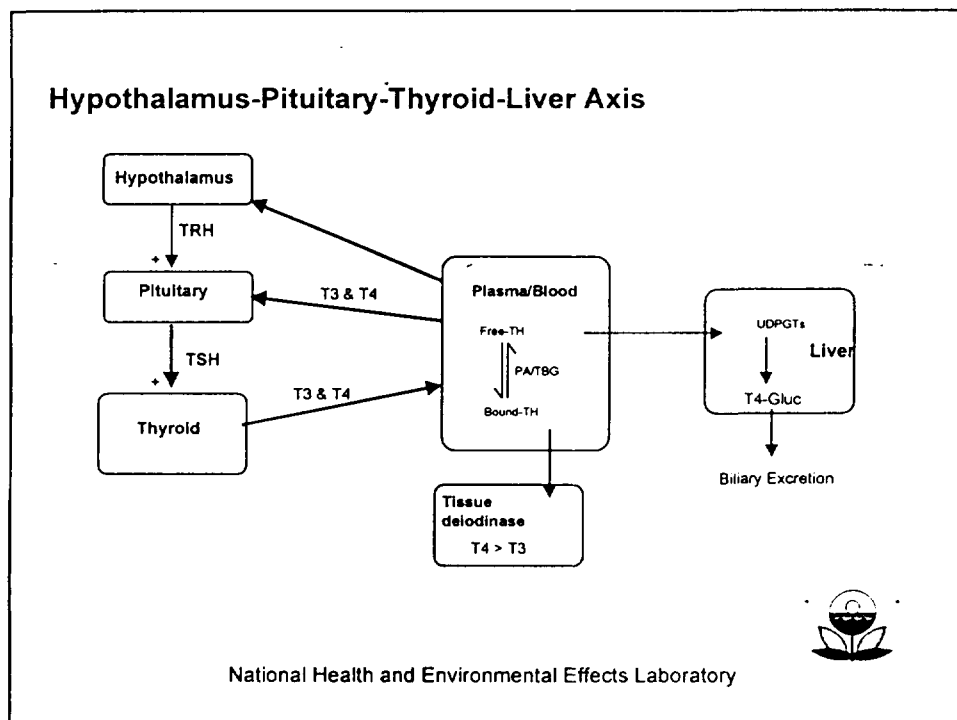 Hypothalamus-Pituitary-Thyroid-Liver Axis
Hypothalamus
TRH
+
Pituitary
TSH
+
Thyroid
T3 & T4
T3 & T4
Plasma/Blood
Free-TH
PA/TBG
Bound-TH
Tissue
deiodinase
T4 > T3
UDPGTs
Liver
T4-Gluc
Biliary Excretion
National Health and Environmental Effects Laboratory